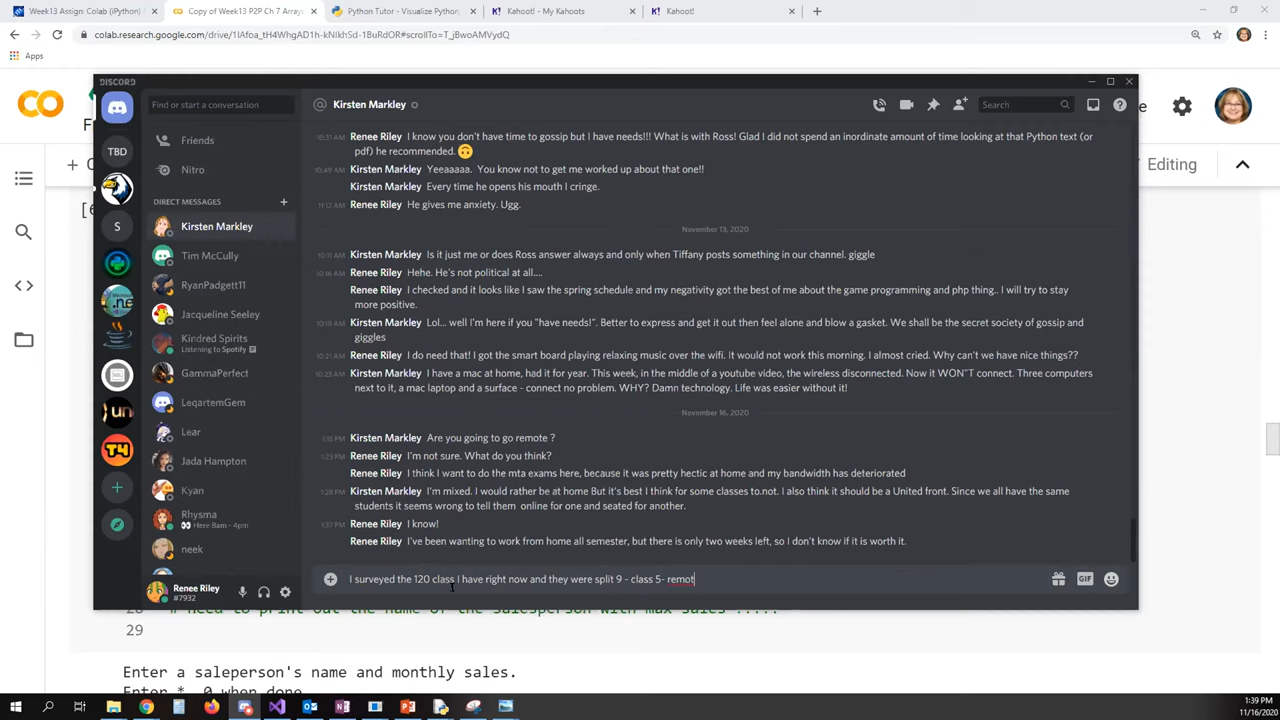 Week13 Assign: Colab (iPython)
Copy of Week13 P2P Ch 7 Arrays
Python Tutor - Visualize Python
Kahoot! - My Kahoots
Kahoot!
Apps
DISCORD
Find or start a conversation
Kirsten Markley
Search
Editing
Friends
Nitro
TBD
S
DIRECT MESSAGES
Kirsten Markley
Tim McCully
RyanPadgett11
Jacqueline Seeley
Kindred Spirits
Listening to Spotify
GammaPerfect
LeqartemGem
Lear
Jada Hampton
Kyan
Rhysma
Here 8am - 4pm
neek
Renee Riley
#7932
10:31 AM Renee Riley I know you don't have time to gossip but I have needs!!! What is with Ross! Glad I did not spend an inordinate amount of time looking at that Python text (or
pdf) he recommended.
10:49 AM Kirsten Markley Yeeaaaaa. You know not to get me worked up about that one!!
Kirsten Markley Every time he opens his mouth I cringe.
11:12 AM Renee Riley He gives me anxiety. Ugg.
November 13, 2020
10:11 AM Kirsten Markley Is it just me or does Ross answer always and only when Tiffany posts something in our channel. giggle
10:16 AM Renee Riley Hehe. He's not political at all....
Renee Riley I checked and it looks like I saw the spring schedule and my negativity got the best of me about the game programming and php thing.. I will try to stay
more positive.
10:18 AM Kirsten Markley Lol... well I'm here if you "have needs!". Better to express and get it out then feel alone and blow a gasket. We shall be the secret society of gossip and
giggles
10:21 AM Renee Riley I do need that! I got the smart board playing relaxing music over the wifi. It would not work this morning. I almost cried. Why can't we have nice things??
10:23 AM Kirsten Markley I have a mac at home, had it for year. This week, in the middle of a youtube video, the wireless disconnected. Now it WON"T connect. Three computers
next to it, a mac laptop and a surface - connect no problem. WHY? Damn technology. Life was easier without it!
November 16, 2020
1:15 PM Kirsten Markley Are you going to go remote ?
1:23 PM Renee Riley I'm not sure. What do you think?
Renee Riley I think I want to do the mta exams here, because it was pretty hectic at home and my bandwidth has deteriorated
1:28 PM Kirsten Markley I'm mixed. I would rather be at home But it's best I think for some classes to.not. I also think it should be a United front. Since we all have the same
students it seems wrong to tell them online for one and seated for another.
1:37 PM Renee Riley I know!
Renee Riley I've been wanting to work from home all semester, but there is only two weeks left, so I don't know if it is worth it.
I surveyed the 120 class I have right now and they were split 9 - class 5- remot
GIF
29
Enter a saleperson's name and monthly sales.
1:39 PM
11/16/2020